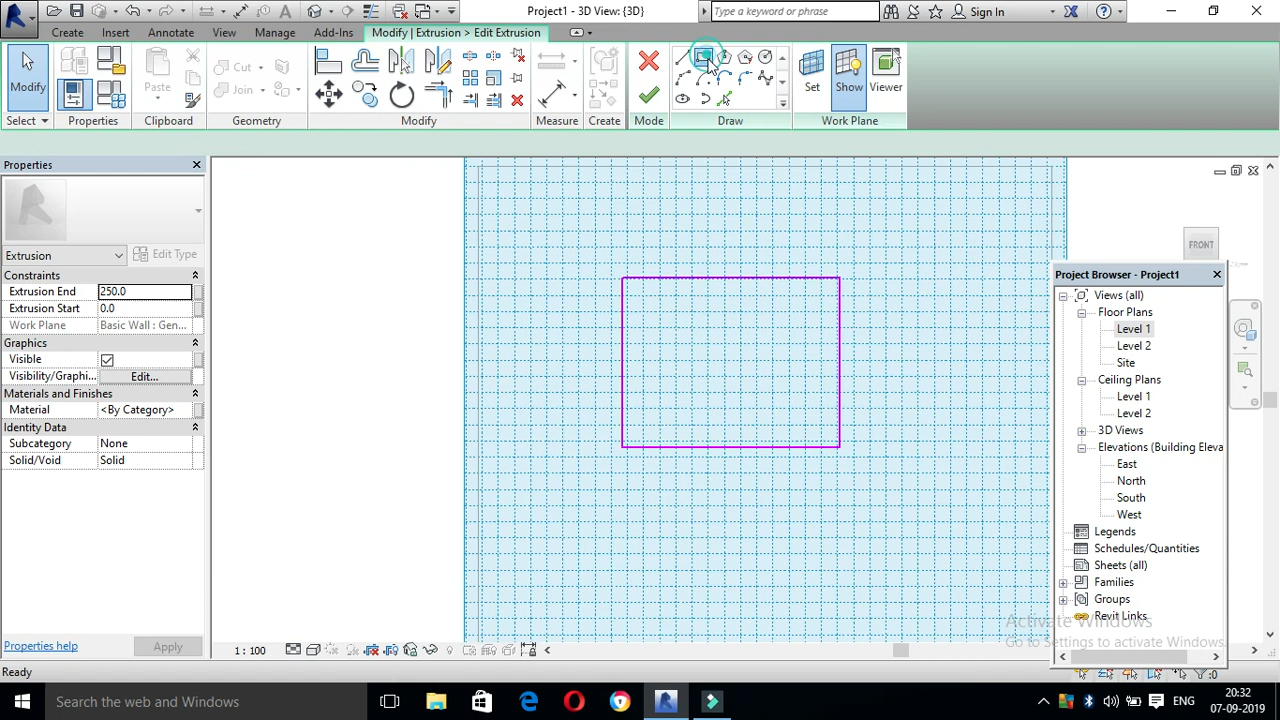 Project1 - 3D View: {3D}
Type a keyword or phrase
Sign In
Create Insert Annotate View Manage Add-Ins Modify | Extrusion > Edit Extrusion
Modify
Paste
Cut
Join
Set Show Viewer
Select Properties Clipboard Geometry Modify Measure Create Mode Draw Work Plane
Properties
Extrusion
Edit Type
Constraints
Extrusion End 250.0
Extrusion Start 0.0
Work Plane Basic Wall : Gen...
Graphics
Visible
Visibility/Graphi... Edit...
Materials and Finishes
Material <By Category>
Identity Data
Subcategory None
Solid/Void Solid
Properties help
Apply
FRONT
Project Browser - Project1
Views (all)
Floor Plans
Level 1
Level 2
Site
Ceiling Plans
Level 1
Level 2
3D Views
Elevations (Building Eleva
East
North
South
West
Legends
Schedules/Quantities
Sheets (all)
Families
Groups
Revit Links
Activate Windows
Go to Settings to activate Windows.
1 : 100
Ready
:0
Search the web and Windows
ENG
20:32
07-09-2019